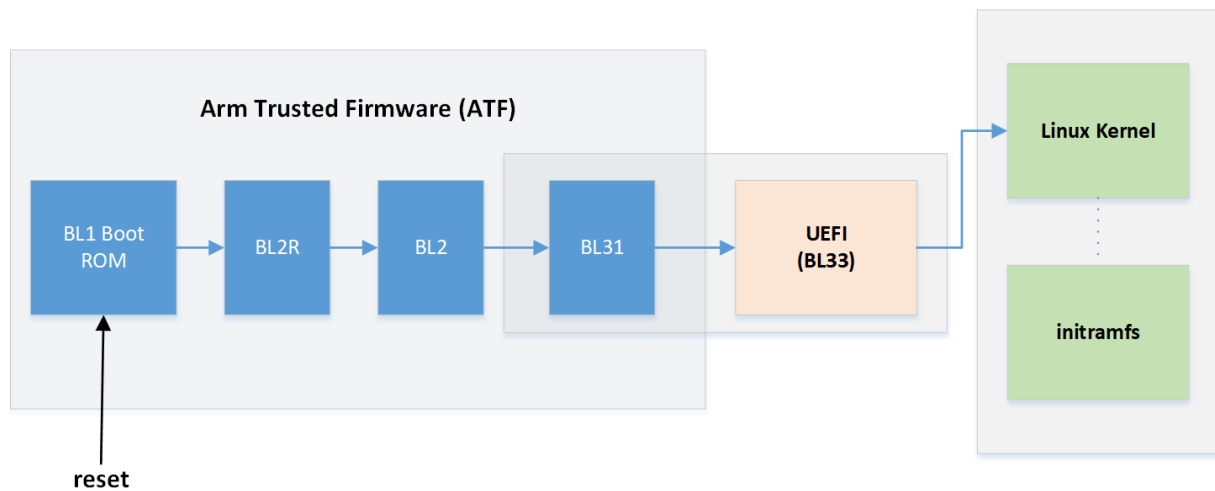 Arm Trusted Firmware (ATF)
BL1 Boot
ROM
BL2R
BL2
BL31
UEFI
(BL33)
Linux Kernel
initramfs
reset